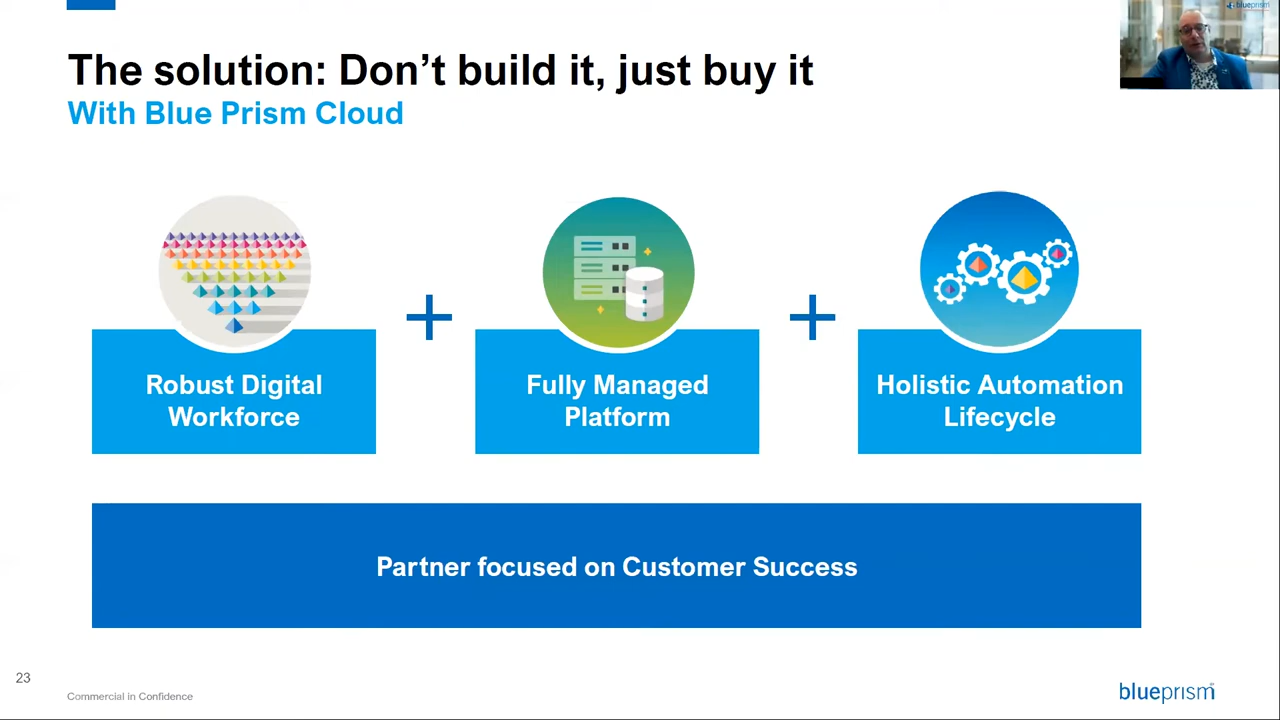 blueprism
The solution: Don’t build it, just buy it
With Blue Prism Cloud
Robust Digital
Workforce
Fully Managed
Platform
Holistic Automation
Lifecycle
Partner focused on Customer Success
23
Commercial in Confidence
blueprism